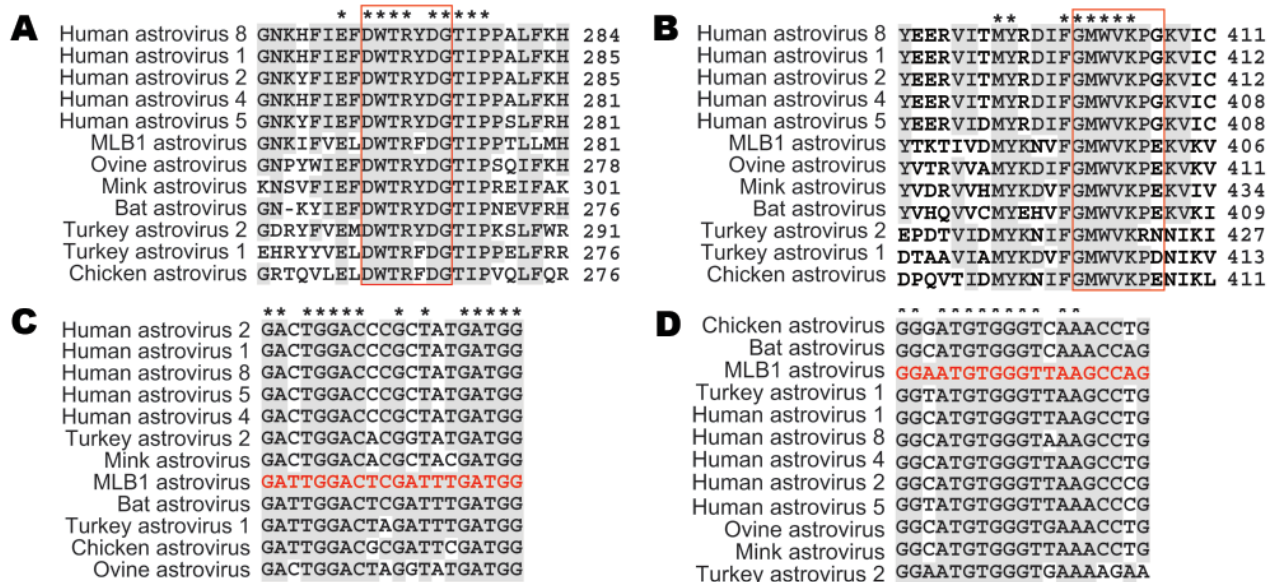 A
* **** *****
Human astrovirus 8 GNKHFIEFDWTRYDGTIPPALFKH 284
Human astrovirus 1 GNKHFIEFDWTRYDGTIPPALFKH 285
Human astrovirus 2 GNKYFIEFDWTRYDGTIPPALFKH 285
Human astrovirus 4 GNKHFIEFDWTRYDGTIPPALFKH 281
Human astrovirus 5 GNKYFIEFDWTRYDGTIPPSLFRH 281
MLB1 astrovirus GNKIFVELDWTRFDGTIPPTLLMH 281
Ovine astrovirus GNPYWIEFDWTRYDGTIPSQIFKH 278
Mink astrovirus KNSVFIEFDWTRYDGTIPREIFAK 301
Bat astrovirus GN-KYIEFDWTRYDGTIPNEVFRH 276
Turkey astrovirus 2 GDRYFVEMDWTRYDGTIPKSLFWR 291
Turkey astrovirus 1 EHRYYVELDWTRFDGTIPPELFRR 276
Chicken astrovirus GRTQVLELDWTRFDGTIPVQLFQR 276
B
** ******
Human astrovirus 8 YEERVITMYRDIFGMWVKPGKVIC 411
Human astrovirus 1 YEERVITMYRDIFGMWVKPGKVIC 412
Human astrovirus 2 YEERVITMYRDIFGMWVKPGKVIC 412
Human astrovirus 4 YEERVITMYRDIFGMWVKPGKVIC 408
Human astrovirus 5 YEERVIDMYRDIFGMWVKPGKVIC 408
MLB1 astrovirus YTKTIVDMYKNVFGMWVKPEKVKV 406
Ovine astrovirus YVTRVVAMYKDIFGMWVKPEKVKV 411
Mink astrovirus YVDRVVHMYKDVFGMWVKPEKVIV 434
Bat astrovirus YVHQVVCMYEHVFGMWVKPEKVKI 409
Turkey astrovirus 2 EPDTVIDMYKNIFGMWVKRNNIKI 427
Turkey astrovirus 1 DTAAVIAMYKDVFGMWVKPDNIKV 413
Chicken astrovirus DPQVTIDMYKNIFGMWVKPENIKL 411
C
** ***** * * *****
Human astrovirus 2 GACTGGACCCGCTATGATGG
Human astrovirus 1 GACTGGACCCGCTATGATGG
Human astrovirus 8 GACTGGACCCGCTATGATGG
Human astrovirus 5 GACTGGACCCGCTATGATGG
Human astrovirus 4 GACTGGACCCGCTATGATGG
Turkey astrovirus 2 GACTGGACACGGTATGATGG
Mink astrovirus GACTGGACACGCTACGATGG
MLB1 astrovirus GATTGGACTCGATTTGATGG
Bat astrovirus GATTGGACTCGATTTGATGG
Turkey astrovirus 1 GATTGGACTAGATTTGATGG
Chicken astrovirus GATTGGACGCGATTCGATGG
Ovine astrovirus GACTGGACTAGGTATGATGG
D
** ******** **
Chicken astrovirus GGGATGTGGGTCAAACCTG
Bat astrovirus GGCATGTGGGTCAAACCAG
MLB1 astrovirus GGAATGTGGGTTAAGCCAG
Turkey astrovirus 1 GGTATGTGGGTTAAGCCTG
Human astrovirus 1 GGCATGTGGGTTAAGCCTG
Human astrovirus 8 GGCATGTGGGTAAAGCCTG
Human astrovirus 4 GGCATGTGGGTTAAGCCTG
Human astrovirus 2 GGCATGTGGGTTAAGCCCG
Human astrovirus 5 GGTATGTGGGTTAAACCCG
Ovine astrovirus GGCATGTGGGTGAAACCTG
Mink astrovirus GGCATGTGGGTTAAACCTG
Turkey astrovirus 2 GGAATGTGGGTGAAAAGAA